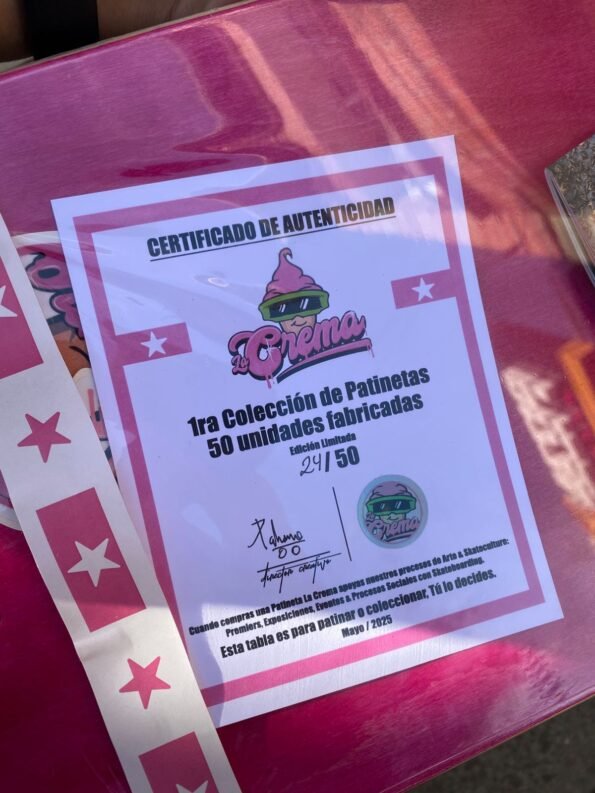 CERTIFICADO DE AUTENTICIDAD
La Crema
1ra Colección de Patinetas
50 unidades fabricadas
Edición Limitada
24/50
director creativo
Crema
Cuando compras una Patineta La Crema apoyas nuestros procesos de Arte & Skateculture:
Premiers, Exposiciones, Eventos & Procesos Sociales con Skateboarding.
Esta tabla es para patinar o coleccionar, Tú lo decides.
Mayo / 2025